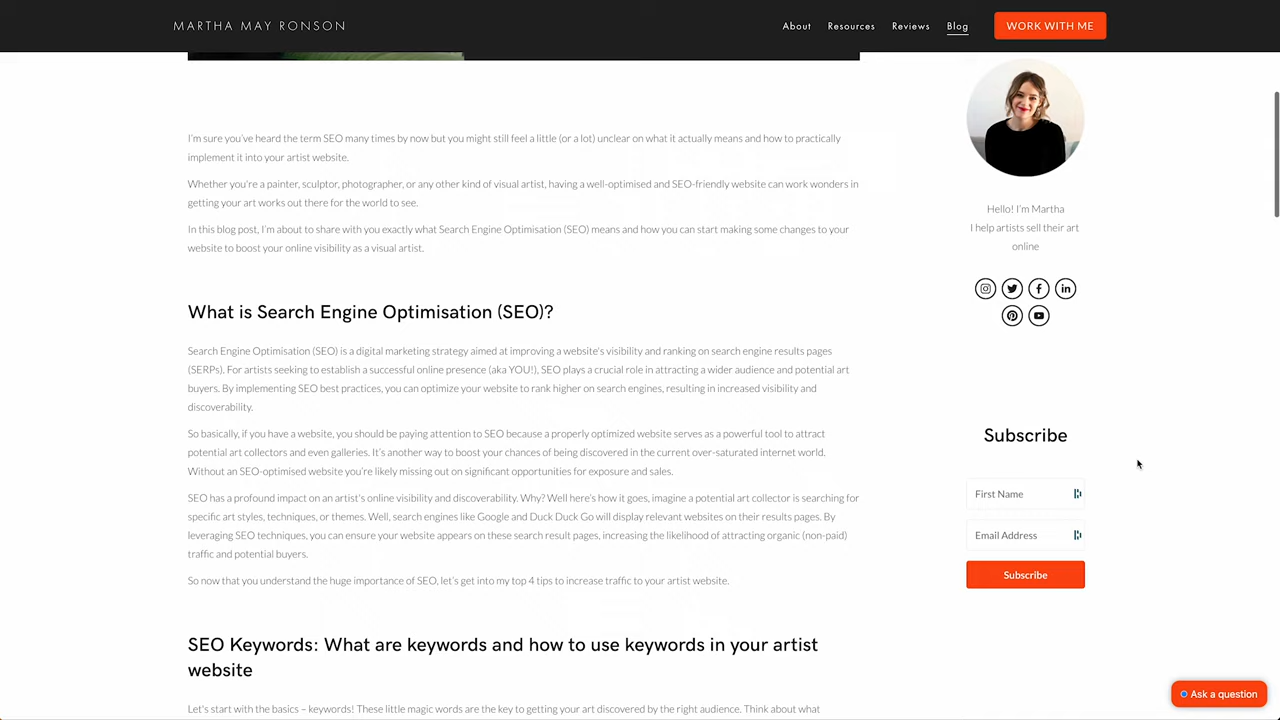 MARTHA MAY RONSON
About
Resources
Reviews
Blog
WORK WITH ME
I'm sure you've heard the term SEO many times by now but you might still feel a little (or a lot) unclear on what it actually means and how to practically
implement it into your artist website.
Whether you're a painter, sculptor, photographer, or any other kind of visual artist, having a well-optimised and SEO-friendly website can work wonders in
getting your art works out there for the world to see.
In this blog post, I'm about to share with you exactly what Search Engine Optimisation (SEO) means and how you can start making some changes to your
website to boost your online visibility as a visual artist.
What is Search Engine Optimisation (SEO)?
Search Engine Optimisation (SEO) is a digital marketing strategy aimed at improving a website's visibility and ranking on search engine results pages
(SERPs). For artists seeking to establish a successful online presence (aka YOU!), SEO plays a crucial role in attracting a wider audience and potential art
buyers. By implementing SEO best practices, you can optimize your website to rank higher on search engines, resulting in increased visibility and
discoverability.
So basically, if you have a website, you should be paying attention to SEO because a properly optimized website serves as a powerful tool to attract
potential art collectors and even galleries. It's another way to boost your chances of being discovered in the current over-saturated internet world.
Without an SEO-optimised website you're likely missing out on significant opportunities for exposure and sales.
SEO has a profound impact on an artist's online visibility and discoverability. Why? Well here's how it goes, imagine a potential art collector is searching for
specific art styles, techniques, or themes. Well, search engines like Google and Duck Duck Go will display relevant websites on their results pages. By
leveraging SEO techniques, you can ensure your website appears on these search result pages, increasing the likelihood of attracting organic (non-paid)
traffic and potential buyers.
So now that you understand the huge importance of SEO, let's get into my top 4 tips to increase traffic to your artist website.
SEO Keywords: What are keywords and how to use keywords in your artist
website
Let's start with the basics – keywords! These little magic words are the key to getting your art discovered by the right audience. Think about what
Hello! I'm Martha
I help artists sell their art
online
Subscribe
First Name
Email Address
Subscribe
Ask a question